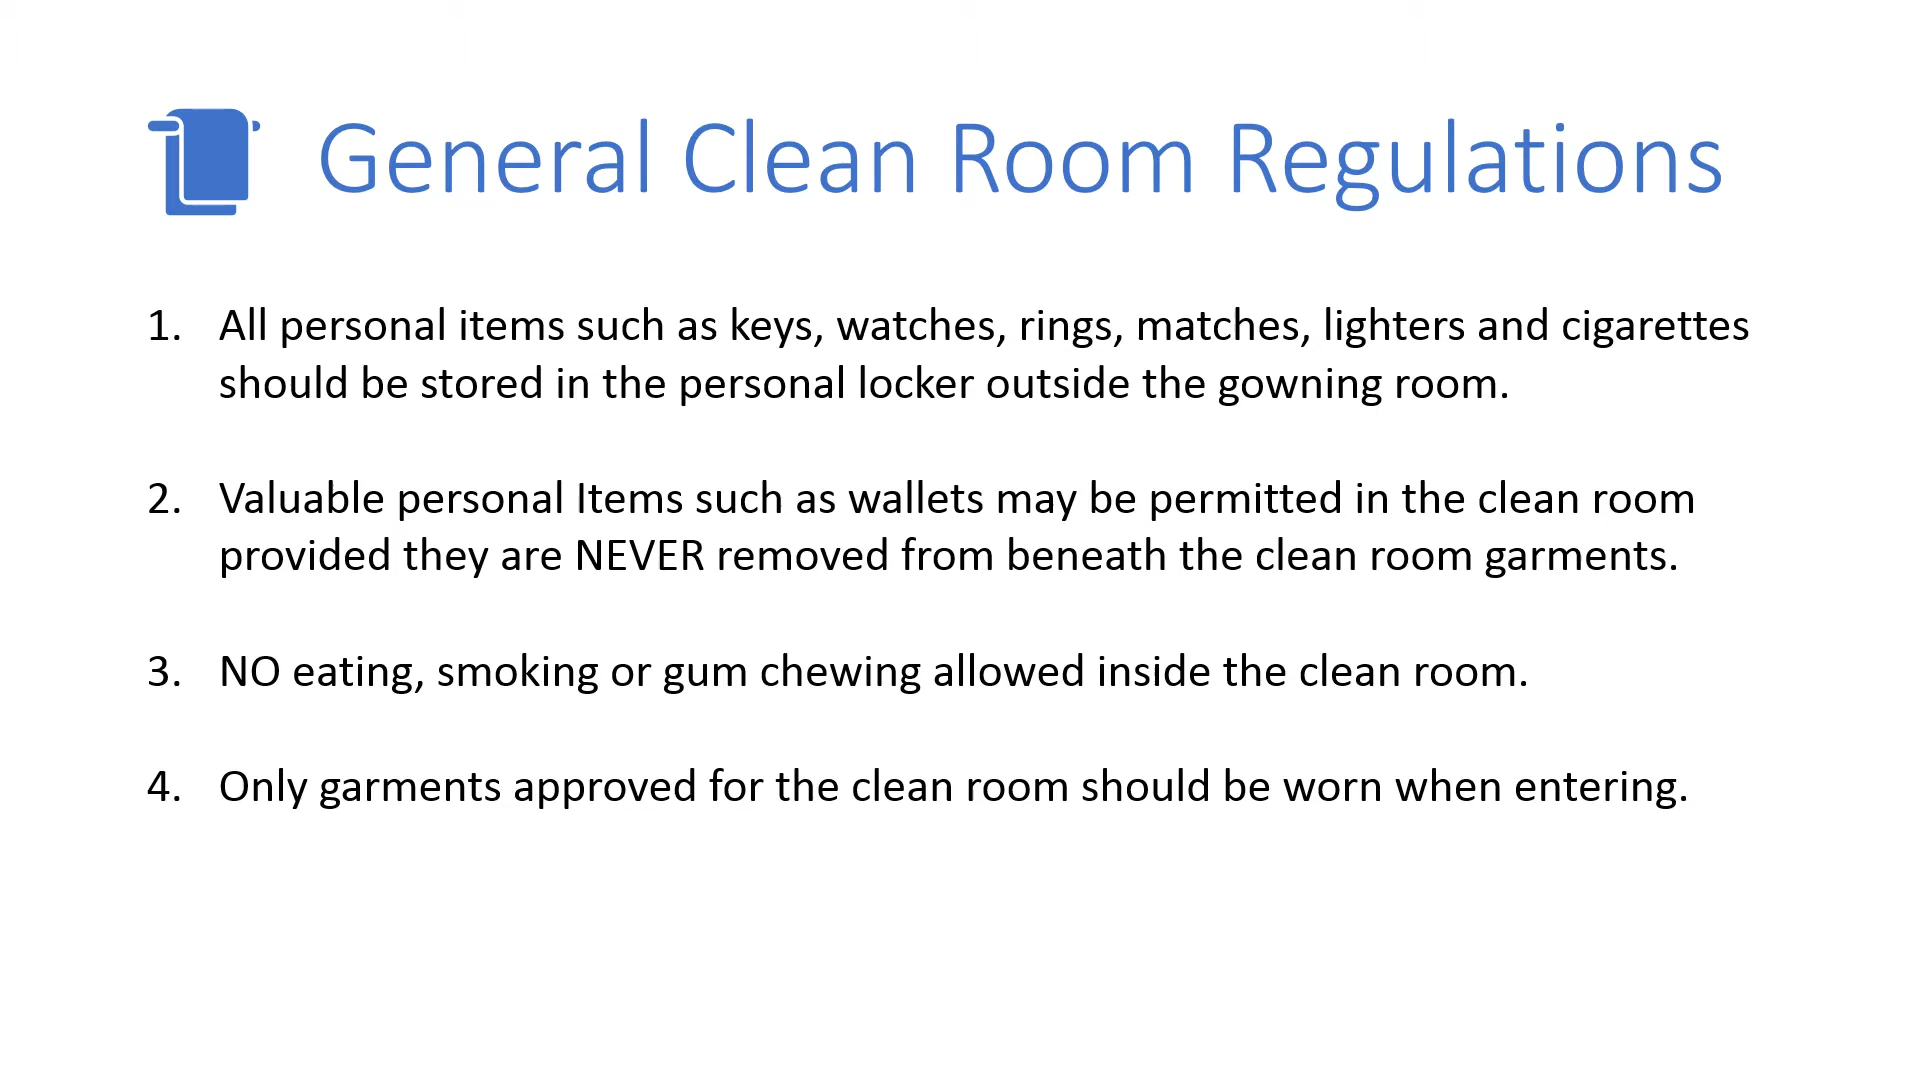 General Clean Room Regulations
1. All personal items such as keys, watches, rings, matches, lighters and cigarettes
should be stored in the personal locker outside the gowning room.
2. Valuable personal Items such as wallets may be permitted in the clean room
provided they are NEVER removed from beneath the clean room garments.
3. NO eating, smoking or gum chewing allowed inside the clean room.
4. Only garments approved for the clean room should be worn when entering.